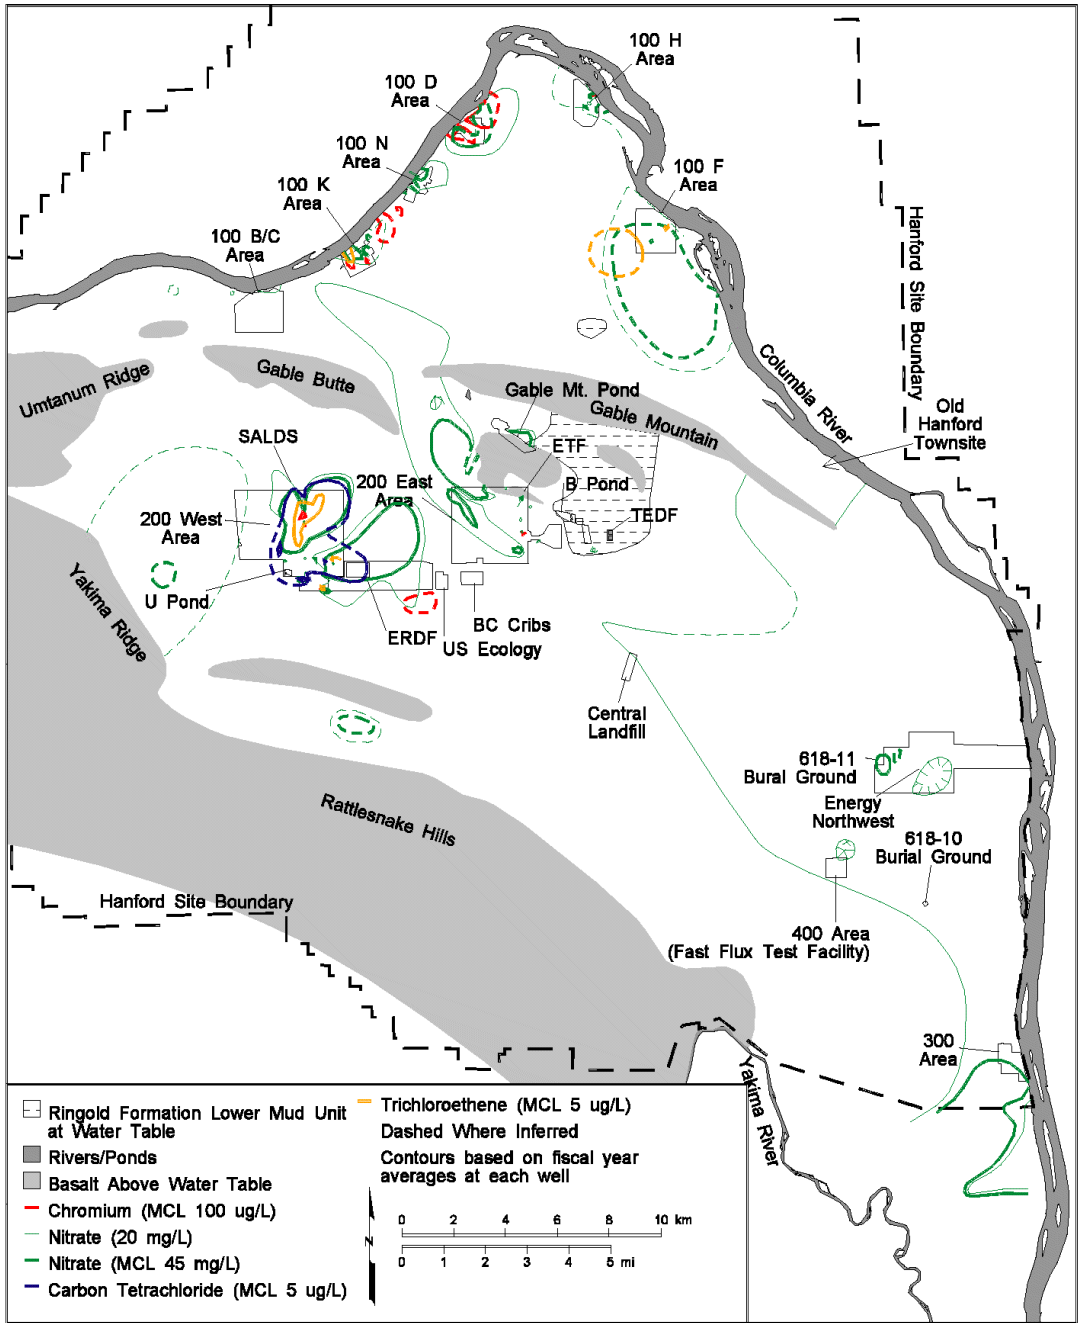 100 H
Area
100 D
Area
100 N
Area
100 F
Area
100 K
Area
100 B/C
Area
Hanford Site Boundary
Columbia River
Umtanum Ridge
Gable Butte
Gable Mt. Pond
Gable Mountain
Old
Hanford
Townsite
SALDS
ETF
200 East
Area
B Pond
200 West
Area
TEDF
Yakima Ridge
U Pond
ERDF
BC Cribs
US Ecology
Central
Landfill
618-11
Bural Ground
Energy
Northwest
Rattlesnake Hills
618-10
Burial Ground
Hanford Site Boundary
400 Area
(Fast Flux Test Facility)
300
Area
Yakima River
Ringold Formation Lower Mud Unit
at Water Table
Rivers/Ponds
Basalt Above Water Table
Chromium (MCL 100 ug/L)
Nitrate (20 mg/L)
Nitrate (MCL 45 mg/L)
Carbon Tetrachloride (MCL 5 ug/L)
Trichloroethene (MCL 5 ug/L)
Dashed Where Inferred
Contours based on fiscal year
averages at each well
N
0 2 4 6 8 10 km
0 1 2 3 4 5 mi